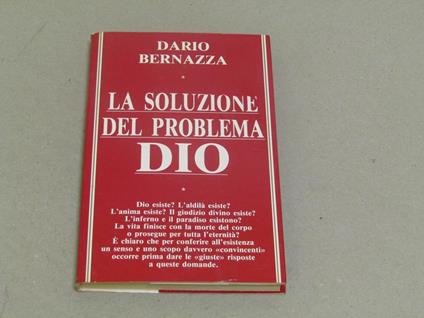 DARIO
BERNAZZA
*
LA SOLUZIONE
DEL PROBLEMA
DIO
*
Dio esiste? L'aldilà esiste?
L'anima esiste? Il giudizio divino esiste?
L'inferno e il paradiso esistono?
La vita finisce con la morte del corpo
o prosegue per tutta l'eternità?
È chiaro che per conferire all'esistenza
un senso e uno scopo davvero «convincenti»
occorre prima dare le «giuste» risposte
a queste domande.